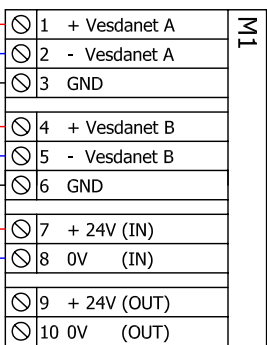 1 + Vesdanet A
2 - Vesdanet A
3 GND
4 + Vesdanet B
5 - Vesdanet B
6 GND
7 + 24V (IN)
8 0V (IN)
9 + 24V (OUT)
10 0V (OUT)
M1